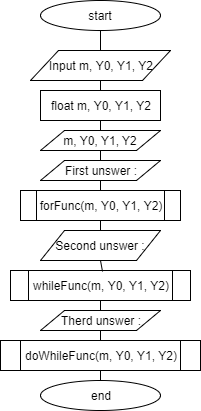 start
Input m, Y0, Y1, Y2
float m, Y0, Y1, Y2
m, Y0, Y1, Y2
First unswer :
forFunc(m, Y0, Y1, Y2)
Second unswer :
whileFunc(m, Y0, Y1, Y2)
Therd unswer :
doWhileFunc(m, Y0, Y1, Y2)
end